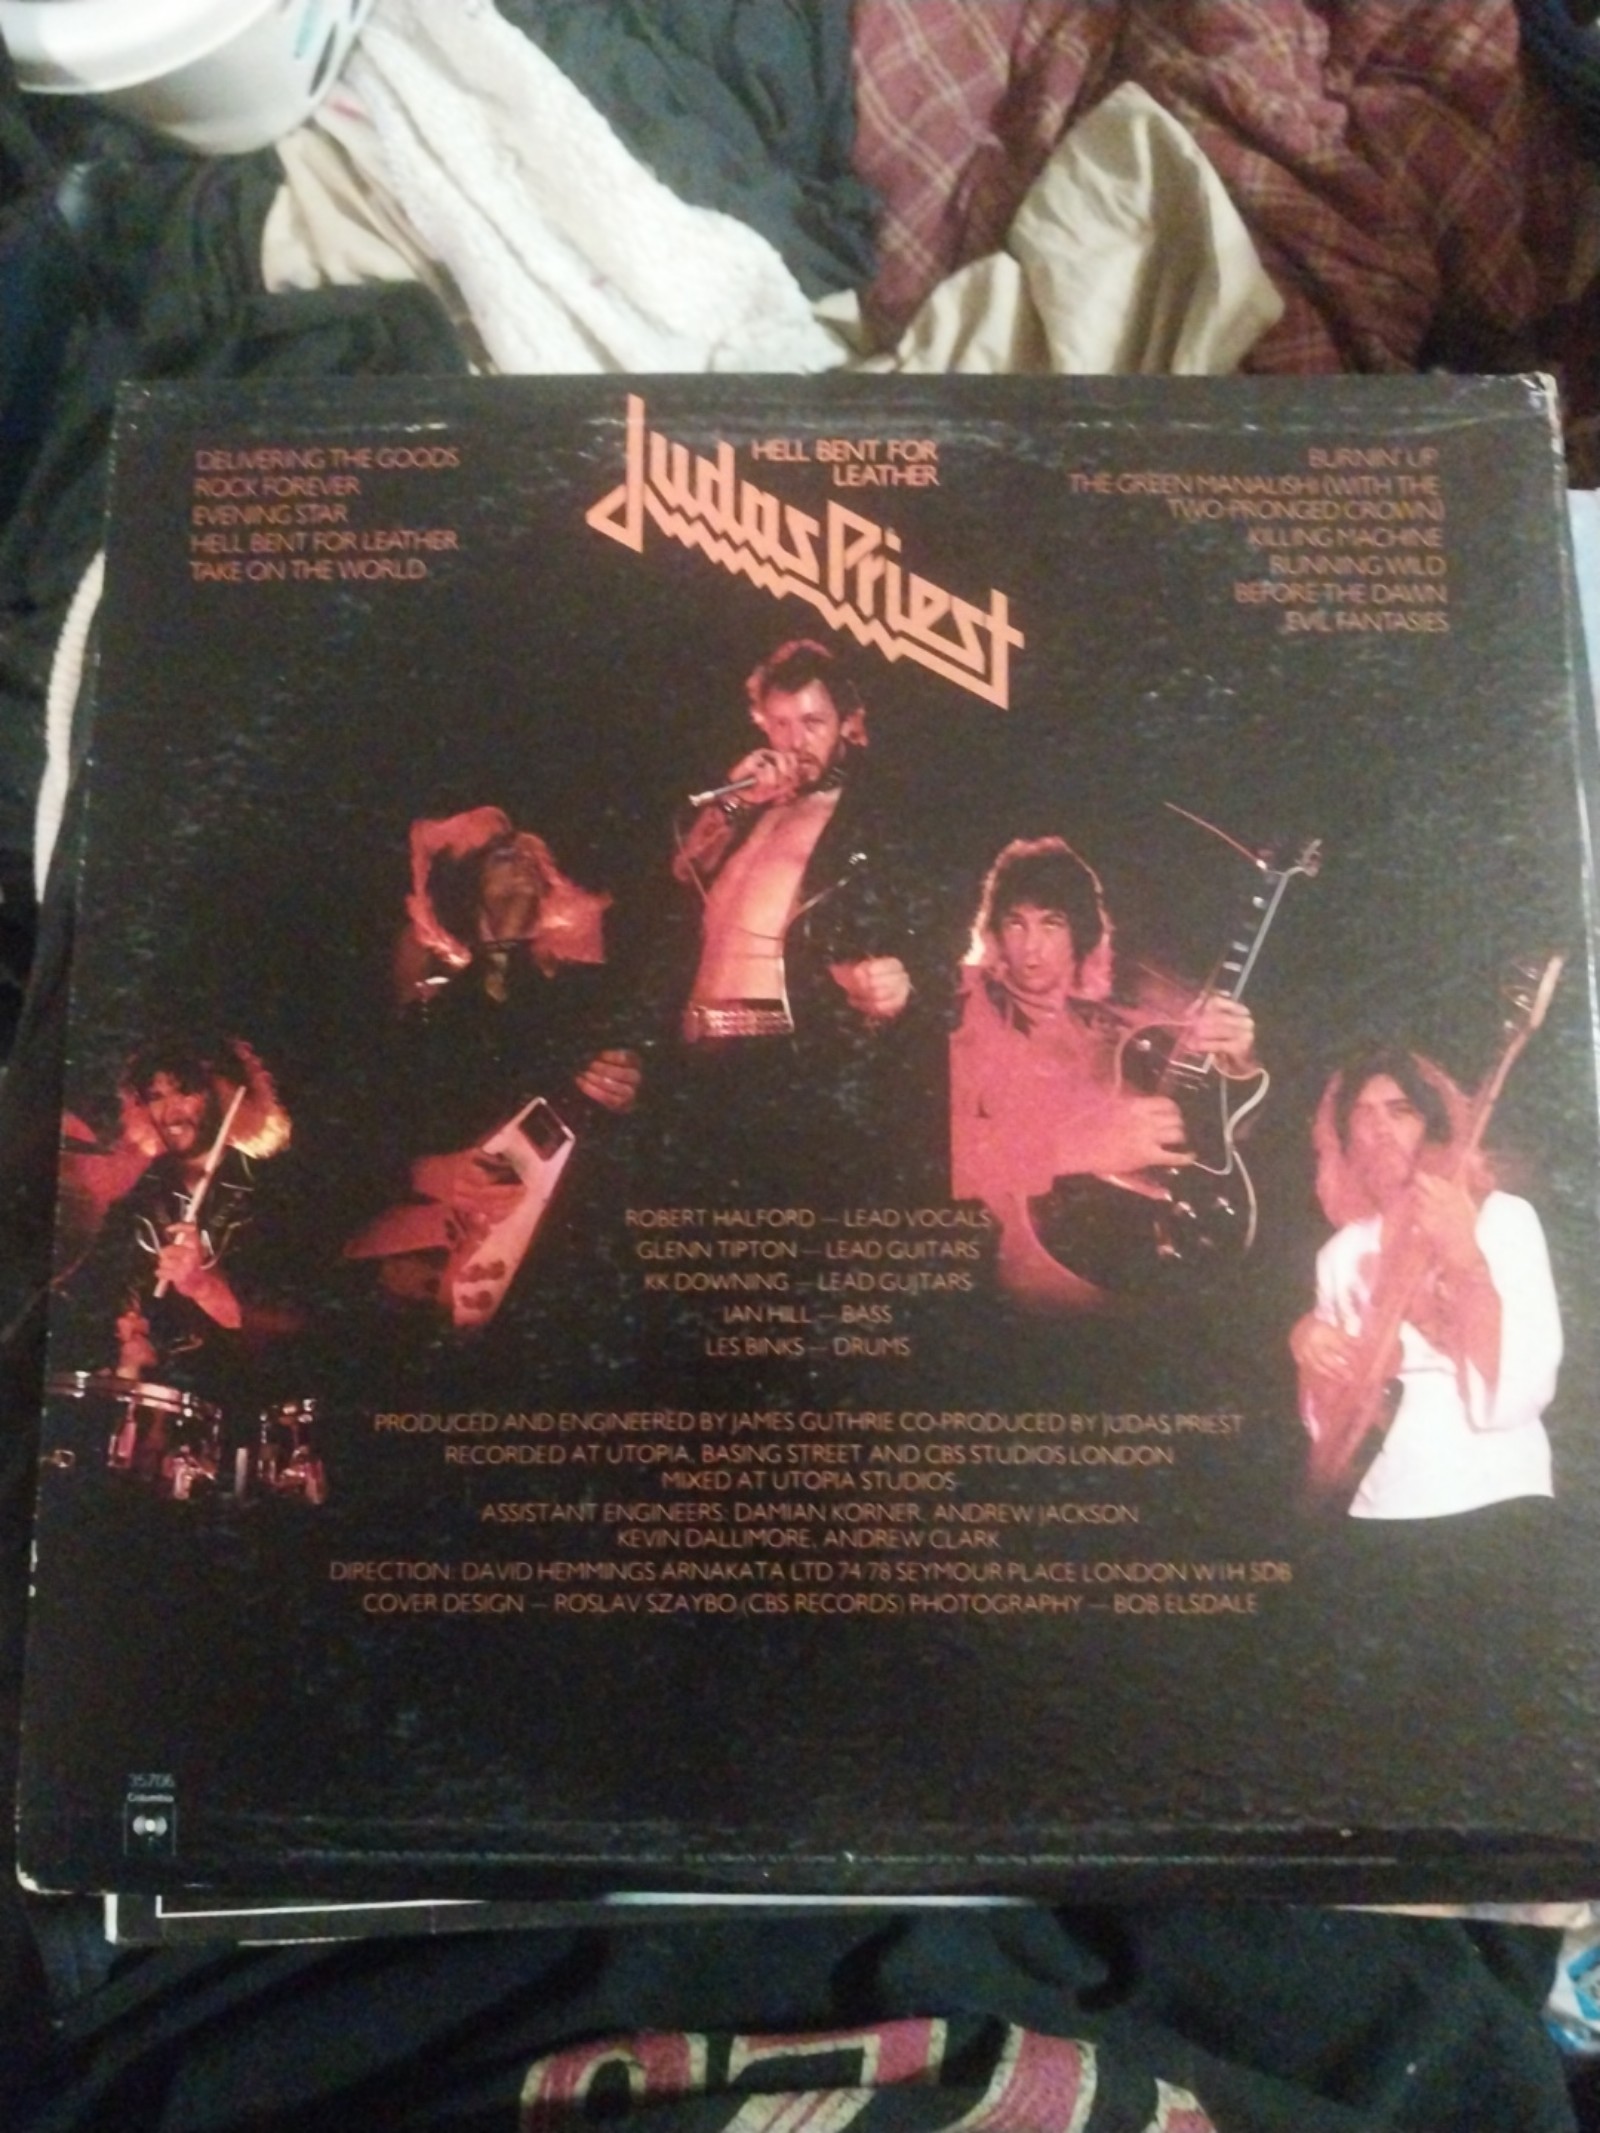 DELIVERING THE GOODS
ROCK FOREVER
EVENING STAR
HELL BENT FOR LEATHER
TAKE ON THE WORLD
Judas Priest
HELL BENT FOR
LEATHER
BURNIN' UP
THE GREEN MANALISHI (WITH THE
TWO-PRONGED CROWN)
KILLING MACHINE
RUNNING WILD
BEFORE THE DAWN
EVIL FANTASIES
ROBERT HALFORD — LEAD VOCALS
GLENN TIPTON — LEAD GUITARS
KK DOWNING — LEAD GUITARS
IAN HILL — BASS
LES BINKS — DRUMS
PRODUCED AND ENGINEERED BY JAMES GUTHRIE CO-PRODUCED BY JUDAS PRIEST
RECORDED AT UTOPIA, BASING STREET AND CBS STUDIOS LONDON
MIXED AT UTOPIA STUDIOS
ASSISTANT ENGINEERS: DAMIAN KORNER, ANDREW JACKSON
KEVIN DALLIMORE, ANDREW CLARK
DIRECTION: DAVID HEMMINGS ARNAKATA LTD 74/78 SEYMOUR PLACE LONDON W1H 5DB
COVER DESIGN — ROSLAV SZAYBO (CBS RECORDS) PHOTOGRAPHY — BOB ELSDALE
35706
Columbia